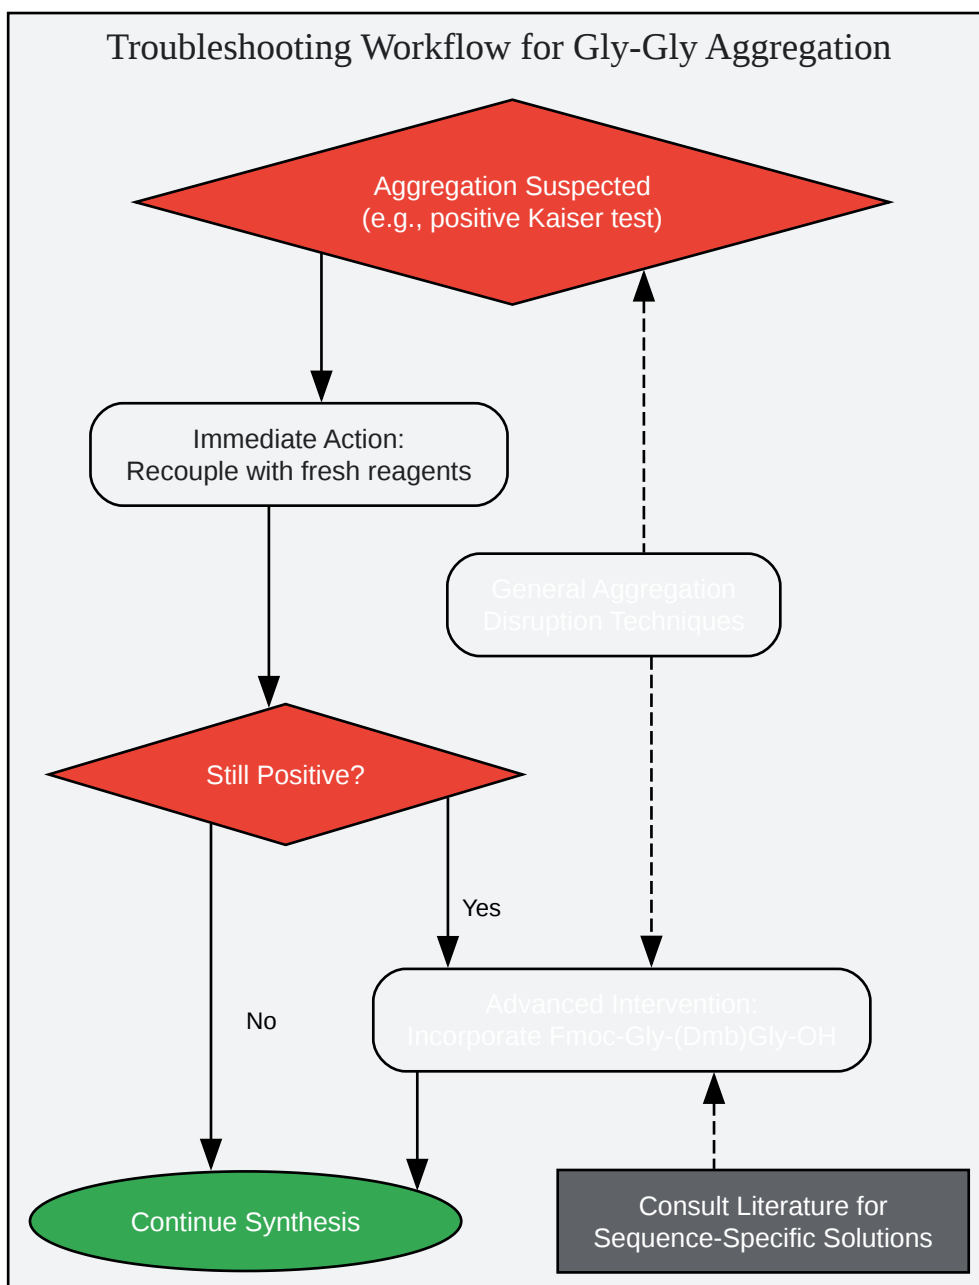 Troubleshooting Workflow for Gly-Gly Aggregation
Aggregation Suspected
(e.g., positive Kaiser test)
Immediate Action:
Recouple with fresh reagents
General Aggregation
Disruption Techniques
Still Positive?
Yes
Advanced Intervention:
Incorporate Fmoc-Gly-(Dmb)Gly-OH
No
Continue Synthesis
Consult Literature for
Sequence-Specific Solutions